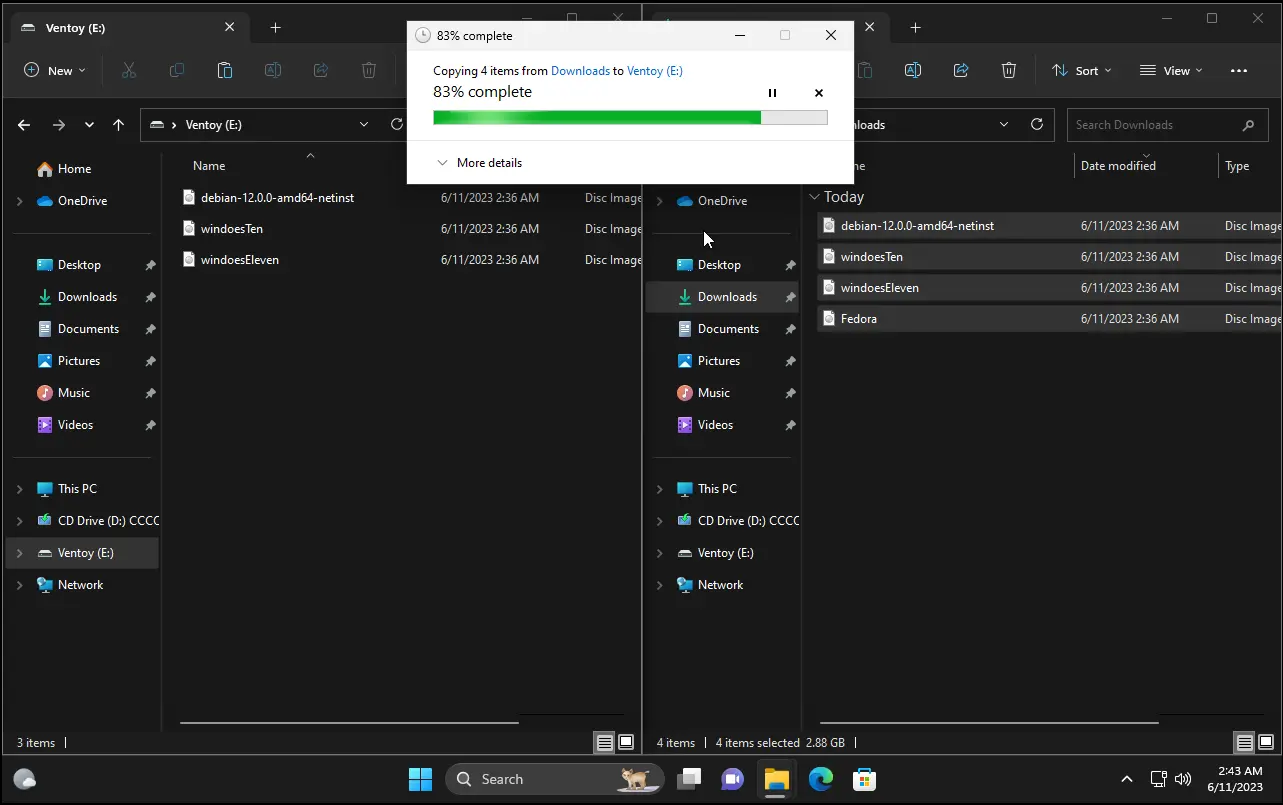 Ventoy (E:)
83% complete
New
Sort
View
Copying 4 items from Downloads to Ventoy (E:)
83% complete
More details
Ventoy (E:)
loads
Search Downloads
Home
OneDrive
Desktop
Downloads
Documents
Pictures
Music
Videos
This PC
CD Drive (D:) CCCC
Ventoy (E:)
Network
Name
debian-12.0.0-amd64-netinst 6/11/2023 2:36 AM Disc Image
windoesTen 6/11/2023 2:36 AM Disc Image
windoesEleven 6/11/2023 2:36 AM Disc Image
3 items
OneDrive
Desktop
Downloads
Documents
Pictures
Music
Videos
This PC
CD Drive (D:) CCCC
Ventoy (E:)
Network
me Date modified Type
Today
debian-12.0.0-amd64-netinst 6/11/2023 2:36 AM Disc Image
windoesTen 6/11/2023 2:36 AM Disc Image
windoesEleven 6/11/2023 2:36 AM Disc Image
Fedora 6/11/2023 2:36 AM Disc Image
4 items 4 items selected 2.88 GB
Search
2:43 AM
6/11/2023